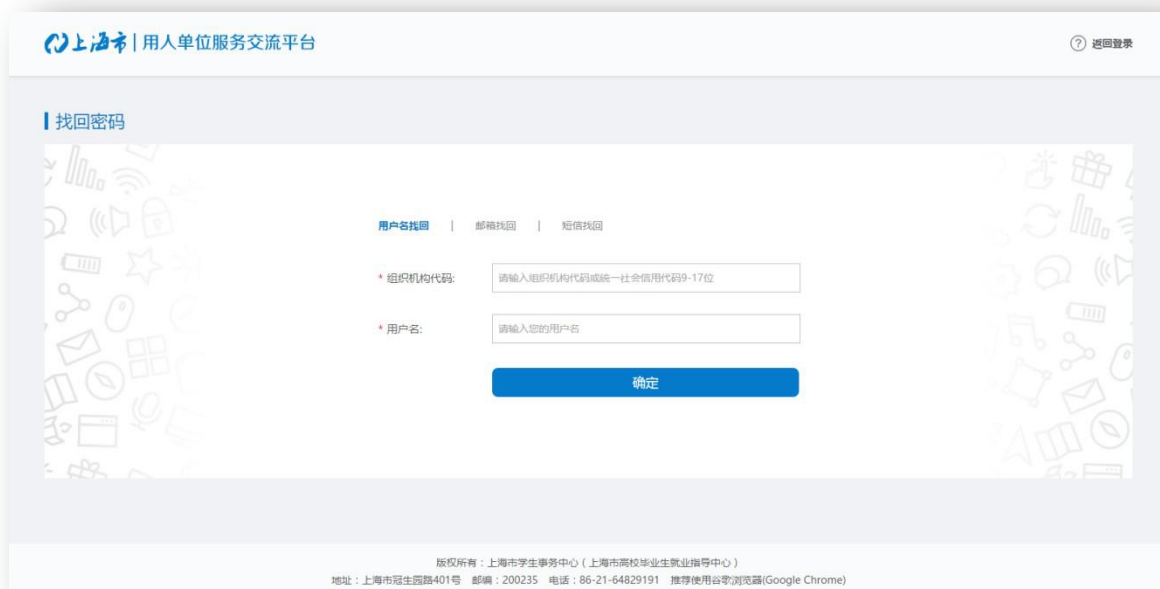 上海市 | 用人单位服务交流平台
? 返回登录
找回密码
用户名找回 | 邮箱找回 | 短信找回
* 组织机构代码: 请输入组织机构代码或统一社会信用代码9-17位
* 用户名: 请输入您的用户名
确定
版权所有：上海市学生事务中心（上海市高校毕业生就业指导中心）
地址：上海市冠生园路401号 邮编：200235 电话：86-21-64829191 推荐使用谷歌浏览器(Google Chrome)